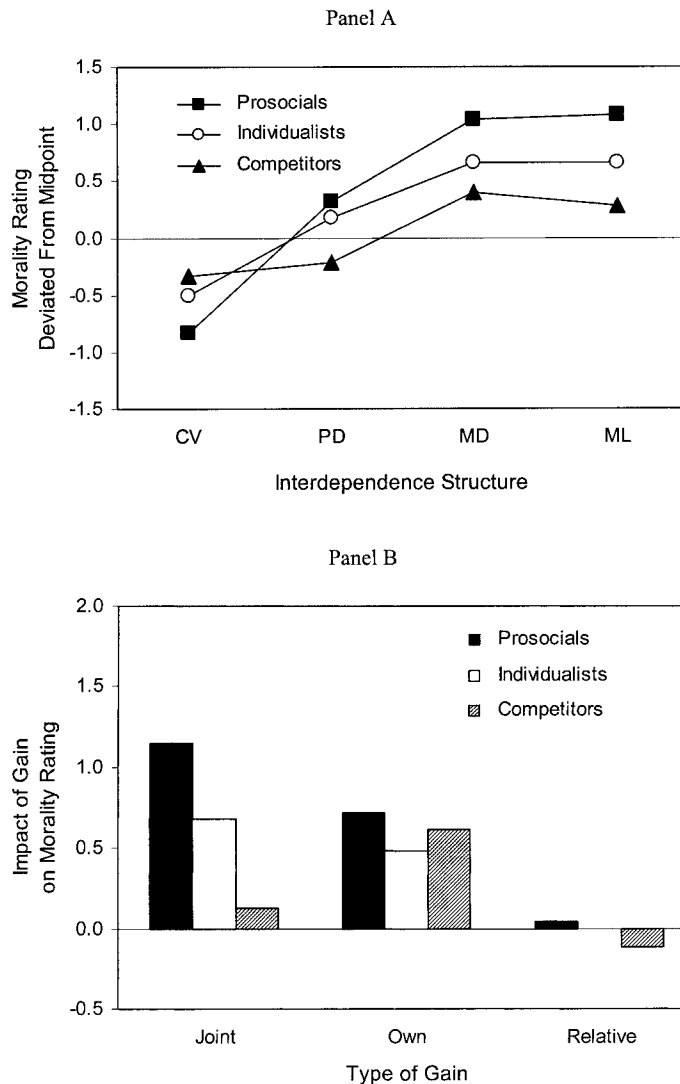 Panel A
1.5
1.0
0.5
0.0
-0.5
-1.0
-1.5
Morality Rating
Deviated From Midpoint
Prosocials
Individualists
Competitors
CV PD MD ML
Interdependence Structure
Panel B
2.0
1.5
1.0
0.5
0.0
-0.5
Impact of Gain
on Morality Rating
Prosocials
Individualists
Competitors
Joint Own Relative
Type of Gain